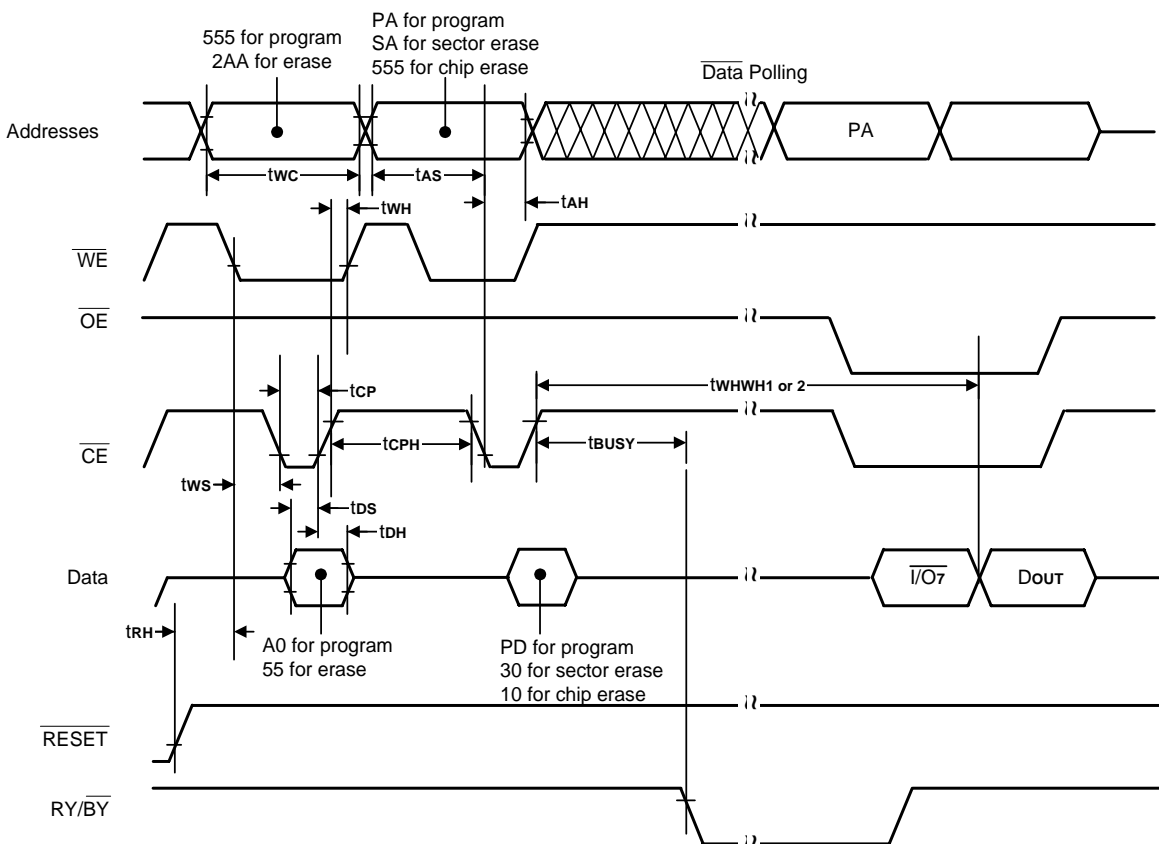 555 for program
2AA for erase
PA for program
SA for sector erase
555 for chip erase
Data Polling
Addresses
PA
tWC
tAS
tWH
tAH
WE
OE
tCP
tWHWH1 or 2
CE
tCPH
tBUSY
tWS
tDS
tDH
Data
I/O7
DOUT
tRH
A0 for program
55 for erase
PD for program
30 for sector erase
10 for chip erase
RESET
RY/BY